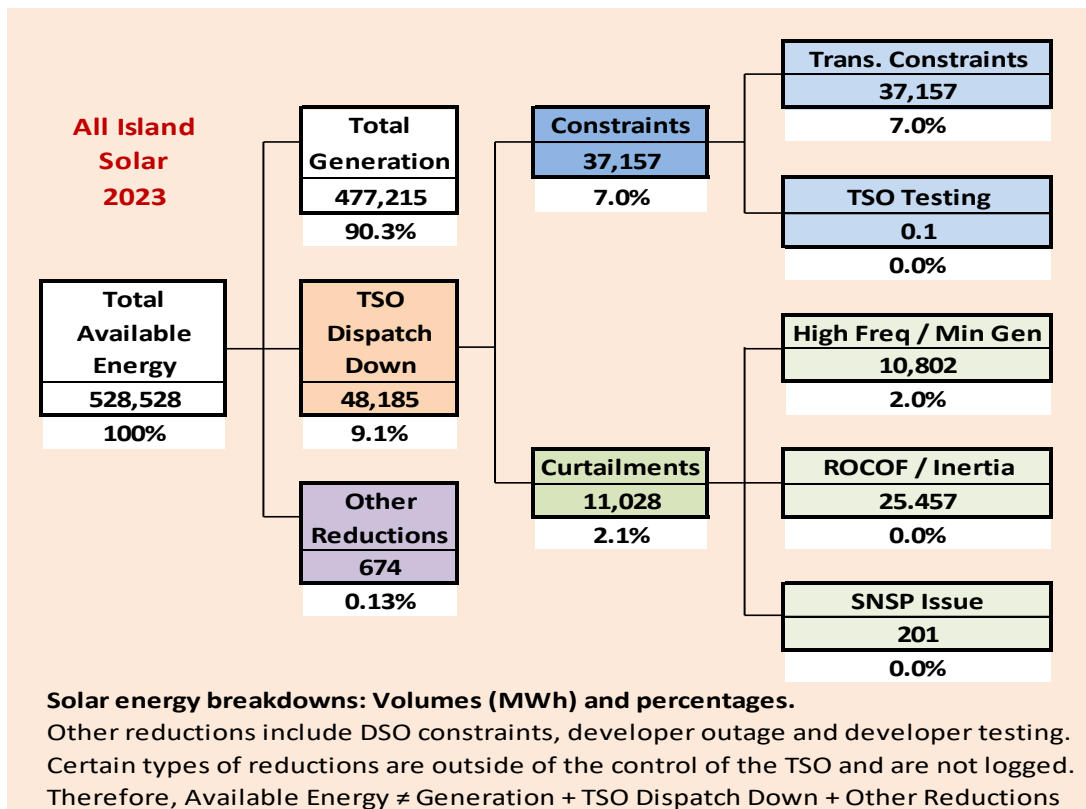 All Island
Solar
2023
Total
Available
Energy
528,528
100%
Total
Generation
477,215
90.3%
TSO
Dispatch
Down
48,185
9.1%
Other
Reductions
674
0.13%
Constraints
37,157
7.0%
Curtailments
11,028
2.1%
Trans. Constraints
37,157
7.0%
TSO Testing
0.1
0.0%
High Freq / Min Gen
10,802
2.0%
ROCOF / Inertia
25.457
0.0%
SNSP Issue
201
0.0%
Solar energy breakdowns: Volumes (MWh) and percentages.
Other reductions include DSO constraints, developer outage and developer testing.
Certain types of reductions are outside of the control of the TSO and are not logged.
Therefore, Available Energy ≠ Generation + TSO Dispatch Down + Other Reductions